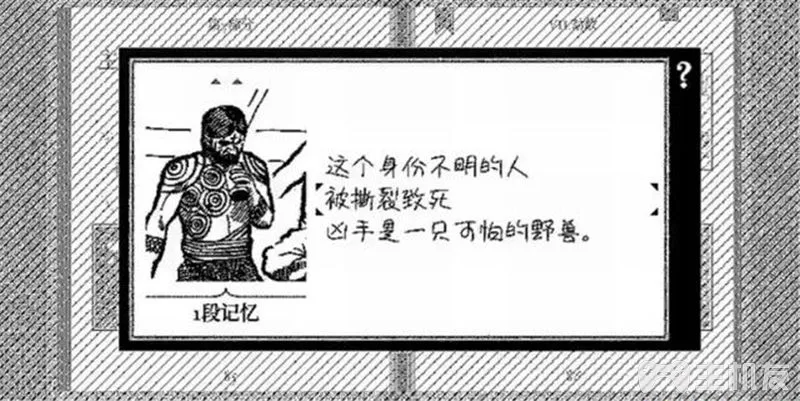 这个身份不明的人
被撕裂致死
凶手是一只可怕的野兽。
?
1段记忆